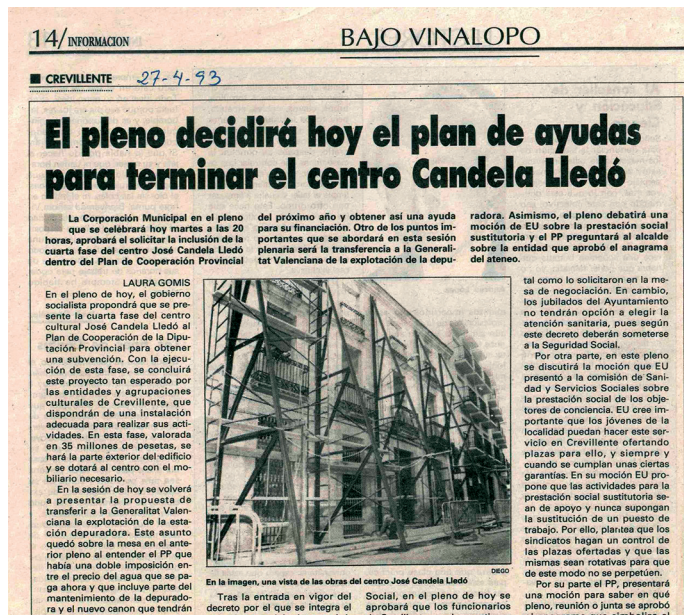 14/INFORMACION
BAJO VINALOPO
CREVILLENTE
27-4-93
El pleno decidirá hoy el plan de ayudas
para terminar el centro Candela Lledó
La Corporación Municipal en el pleno
que se celebrará hoy martes a las 20
horas, aprobará el solicitar la inclusión de la
cuarta fase del centro José Candela Lledó
dentro del Plan de Cooperación Provincial
del próximo año y obtener así una ayuda
para su financiación. Otro de los puntos im-
portantes que se abordará en esta sesión
plenaria será la transferencia a la Generali-
tat Valenciana de la explotación de la depu-
radora. Asimismo, el pleno debatirá una
moción de EU sobre la prestación social
sustitutoria y el PP preguntará al alcalde
sobre la entidad que aprobó el anagrama
del ateneo.
LAURA GOMIS
En el pleno de hoy, el gobierno
socialista propondrá que se pre-
sente la cuarta fase del centro
cultural José Candela Lledó al
Plan de Cooperación de la Dipu-
tación Provincial para obtener
una subvención. Con la ejecu-
ción de esta fase, se concluirá
este proyecto tan esperado por
las entidades y agrupaciones
culturales de Crevillente, que
dispondrán de una instalación
adecuada para realizar sus acti-
vidades. En esta fase, valorada
en 35 millones de pesetas, se
hará la parte exterior del edificio
y se dotará al centro con el mo-
biliario necesario.
En la sesión de hoy se volverá
a presentar la propuesta de
transferir a la Generalitat Valen-
ciana la explotación de la esta-
ción depuradora. Este asunto
quedó sobre la mesa en el ante-
rior pleno al entender el PP que
había una doble imposición en-
tre el precio del agua que se pa-
ga ahora y que incluye parte del
mantenimiento de la depurado-
ra y el nuevo canon que tendrán
DIEGO
En la imagen, una vista de las obras del centro José Candela Lledó
Tras la entrada en vigor del
decreto por el que se integra el
Social, en el pleno de hoy se
aprobará que los funcionarios
tal como lo solicitaron en la me-
sa de negociación. En cambio,
los jubilados del Ayuntamiento
no tendrán opción a elegir la
atención sanitaria, pues según
este decreto deberán someterse
a la Seguridad Social.
Por otra parte, en este pleno
se discutirá la moción que EU
presentó a la comisión de Sani-
dad y Servicios Sociales sobre
la prestación social de los obje-
tores de conciencia. EU cree im-
portante que los jóvenes de la
localidad puedan hacer este ser-
vicio en Crevillente ofertando
plazas para ello, y siempre y
cuando se cumplan unas ciertas
garantías. En su moción EU pro-
pone que las actividades para la
prestación social sustitutoria se-
an de apoyo y nunca supongan
la sustitución de un puesto de
trabajo. Por ello, plantea que los
sindicatos hagan un control de
las plazas ofertadas y que las
mismas sean rotativas para que
de este modo no se perpetúen.
Por su parte el PP, presentará
una moción para saber en qué
pleno, reunión o junta se aprobó